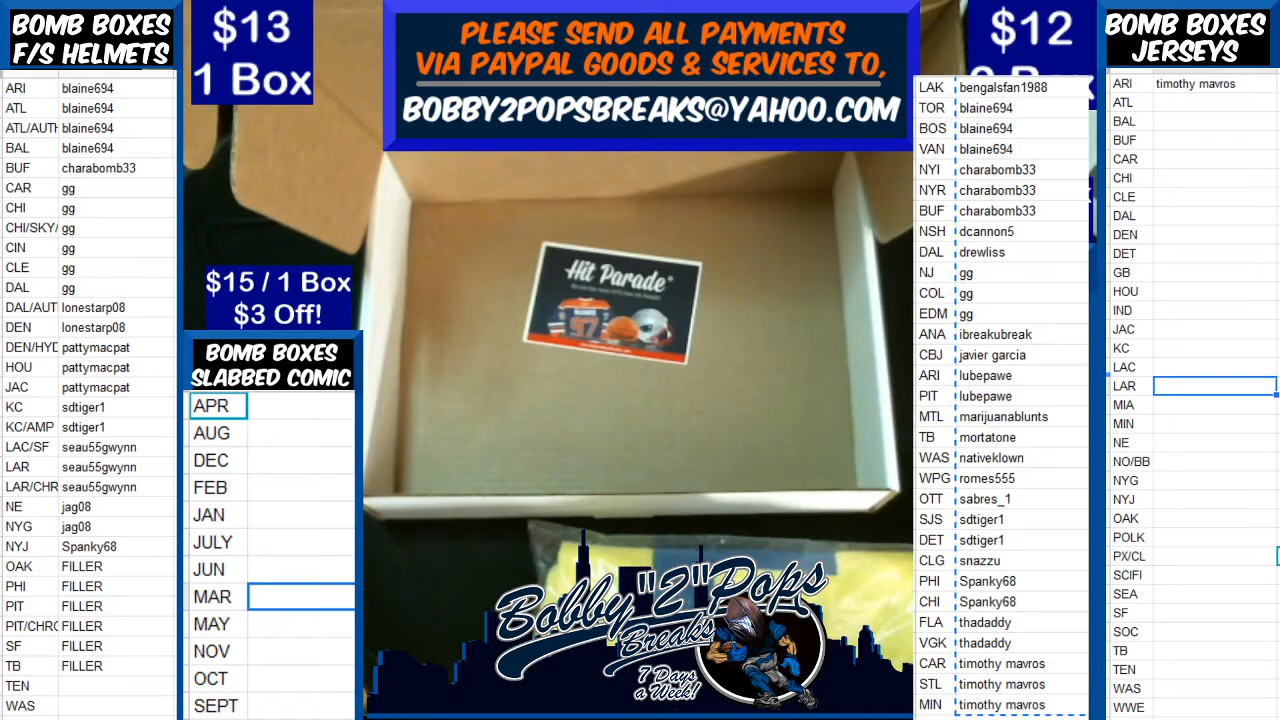 BOMB BOXES
F/S HELMETS
ARI blaine694
ATL blaine694
ATL/AUTH blaine694
BAL blaine694
BUF charabomb33
CAR gg
CHI gg
CHI/SKY/ gg
CIN gg
CLE gg
DAL gg
DAL/AUT lonestarp08
DEN lonestarp08
DEN/HYD pattymacpat
HOU pattymacpat
JAC pattymacpat
KC sdtiger1
KC/AMP sdtiger1
LAC/SF seau55gwynn
LAR seau55gwynn
LAR/CHR seau55gwynn
NE jag08
NYG jag08
NYJ Spanky68
OAK FILLER
PHI FILLER
PIT FILLER
PIT/CHRO FILLER
SF FILLER
TB FILLER
TEN
WAS
$13
1 Box
$15 / 1 Box
$3 Off!
BOMB BOXES
SLABBED COMIC
APR
AUG
DEC
FEB
JAN
JULY
JUN
MAR
MAY
NOV
OCT
SEPT
PLEASE SEND ALL PAYMENTS
VIA PAYPAL GOODS & SERVICES TO,
BOBBY2POPSBREAKS@YAHOO.COM
Hit Parade
97
Bobby "2" Pops
Breaks
7 Days
a Week!
$12
LAK bengalsfan1988
TOR blaine694
BOS blaine694
VAN blaine694
NYI charabomb33
NYR charabomb33
BUF charabomb33
NSH dcannon5
DAL drewliss
NJ gg
COL gg
EDM gg
ANA ibreakubreak
CBJ javier garcia
ARI lubepawe
PIT lubepawe
MTL marijuanablunts
TB mortatone
WAS nativeklown
WPG romes555
OTT sabres_1
SJS sdtiger1
DET sdtiger1
CLG snazzu
PHI Spanky68
CHI Spanky68
FLA thadaddy
VGK thadaddy
CAR timothy mavros
STL timothy mavros
MIN timothy mavros
BOMB BOXES
JERSEYS
ARI timothy mavros
ATL
BAL
BUF
CAR
CHI
CLE
DAL
DEN
DET
GB
HOU
IND
JAC
KC
LAC
LAR
MIA
MIN
NE
NO/BB
NYG
NYJ
OAK
POLK
PX/CL
SCIFI
SEA
SF
SOC
TB
TEN
WAS
WWE